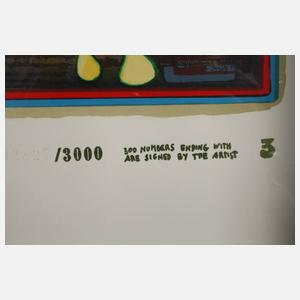 /3000
300 NUMBERS ENDING WITH
ARE SIGNED BY THE ARTIST
3